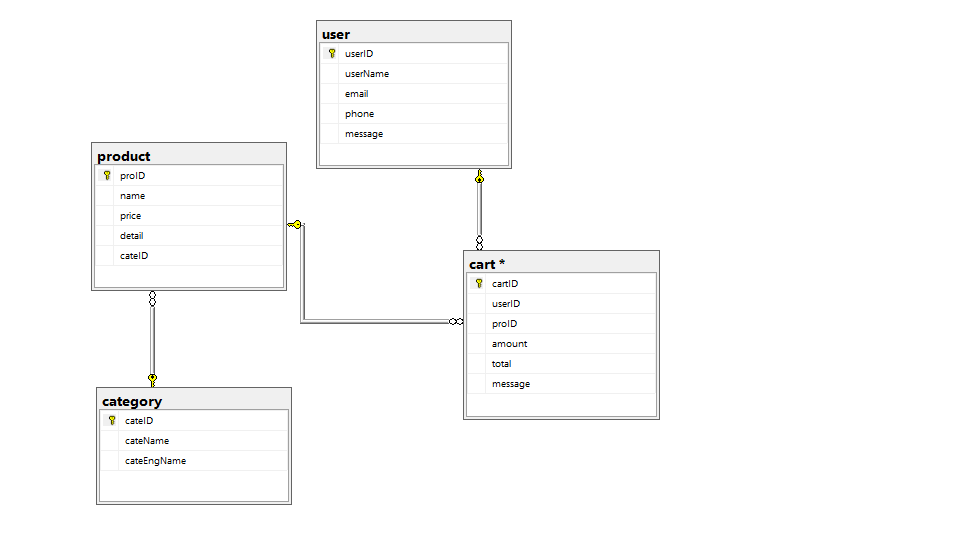 user
userID
userName
email
phone
message
product
proID
name
price
detail
cateID
cart *
cartID
userID
proID
amount
total
message
category
cateID
cateName
cateEngName